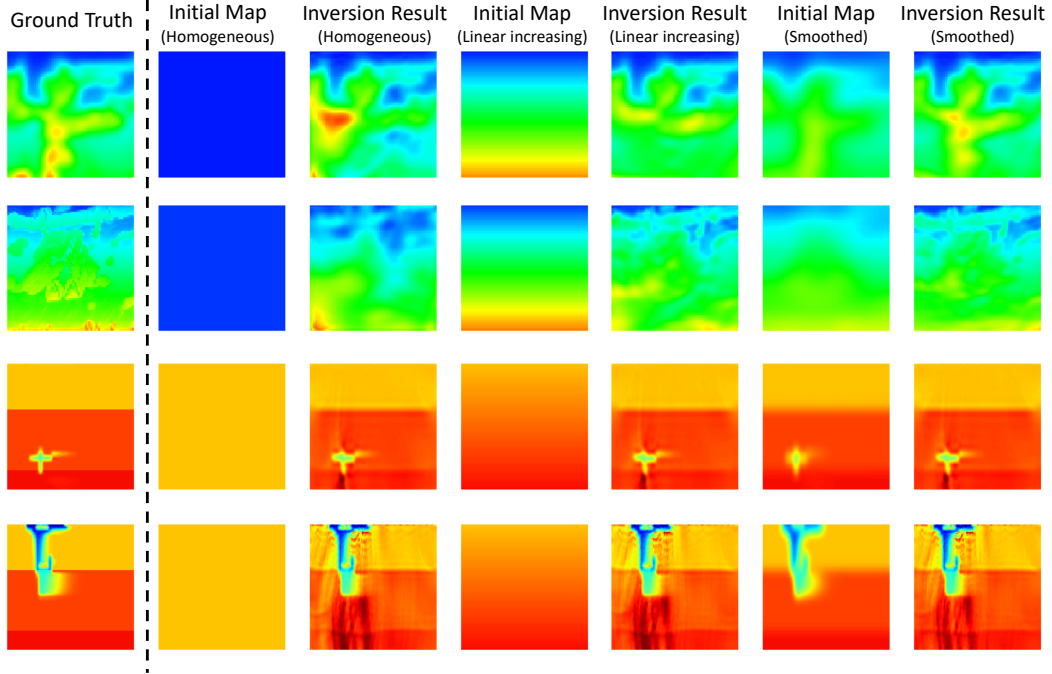 Ground Truth
Initial Map
(Homogeneous)
Inversion Result
(Homogeneous)
Initial Map
(Linear increasing)
Inversion Result
(Linear increasing)
Initial Map
(Smoothed)
Inversion Result
(Smoothed)